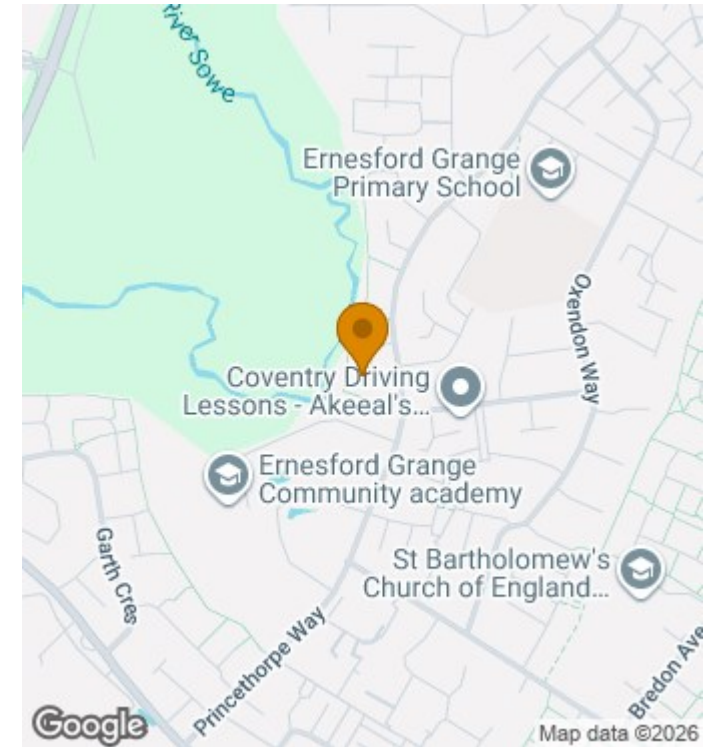 River Sowe
Ernesford Grange
Primary School
Oxendon Way
Coventry Driving
Lessons - Akeeal's...
Ernesford Grange
Community academy
Garth Cres
St Bartholomew's
Church of England...
Princethorpe Way
Bredon Ave
Google
Map data ©2026